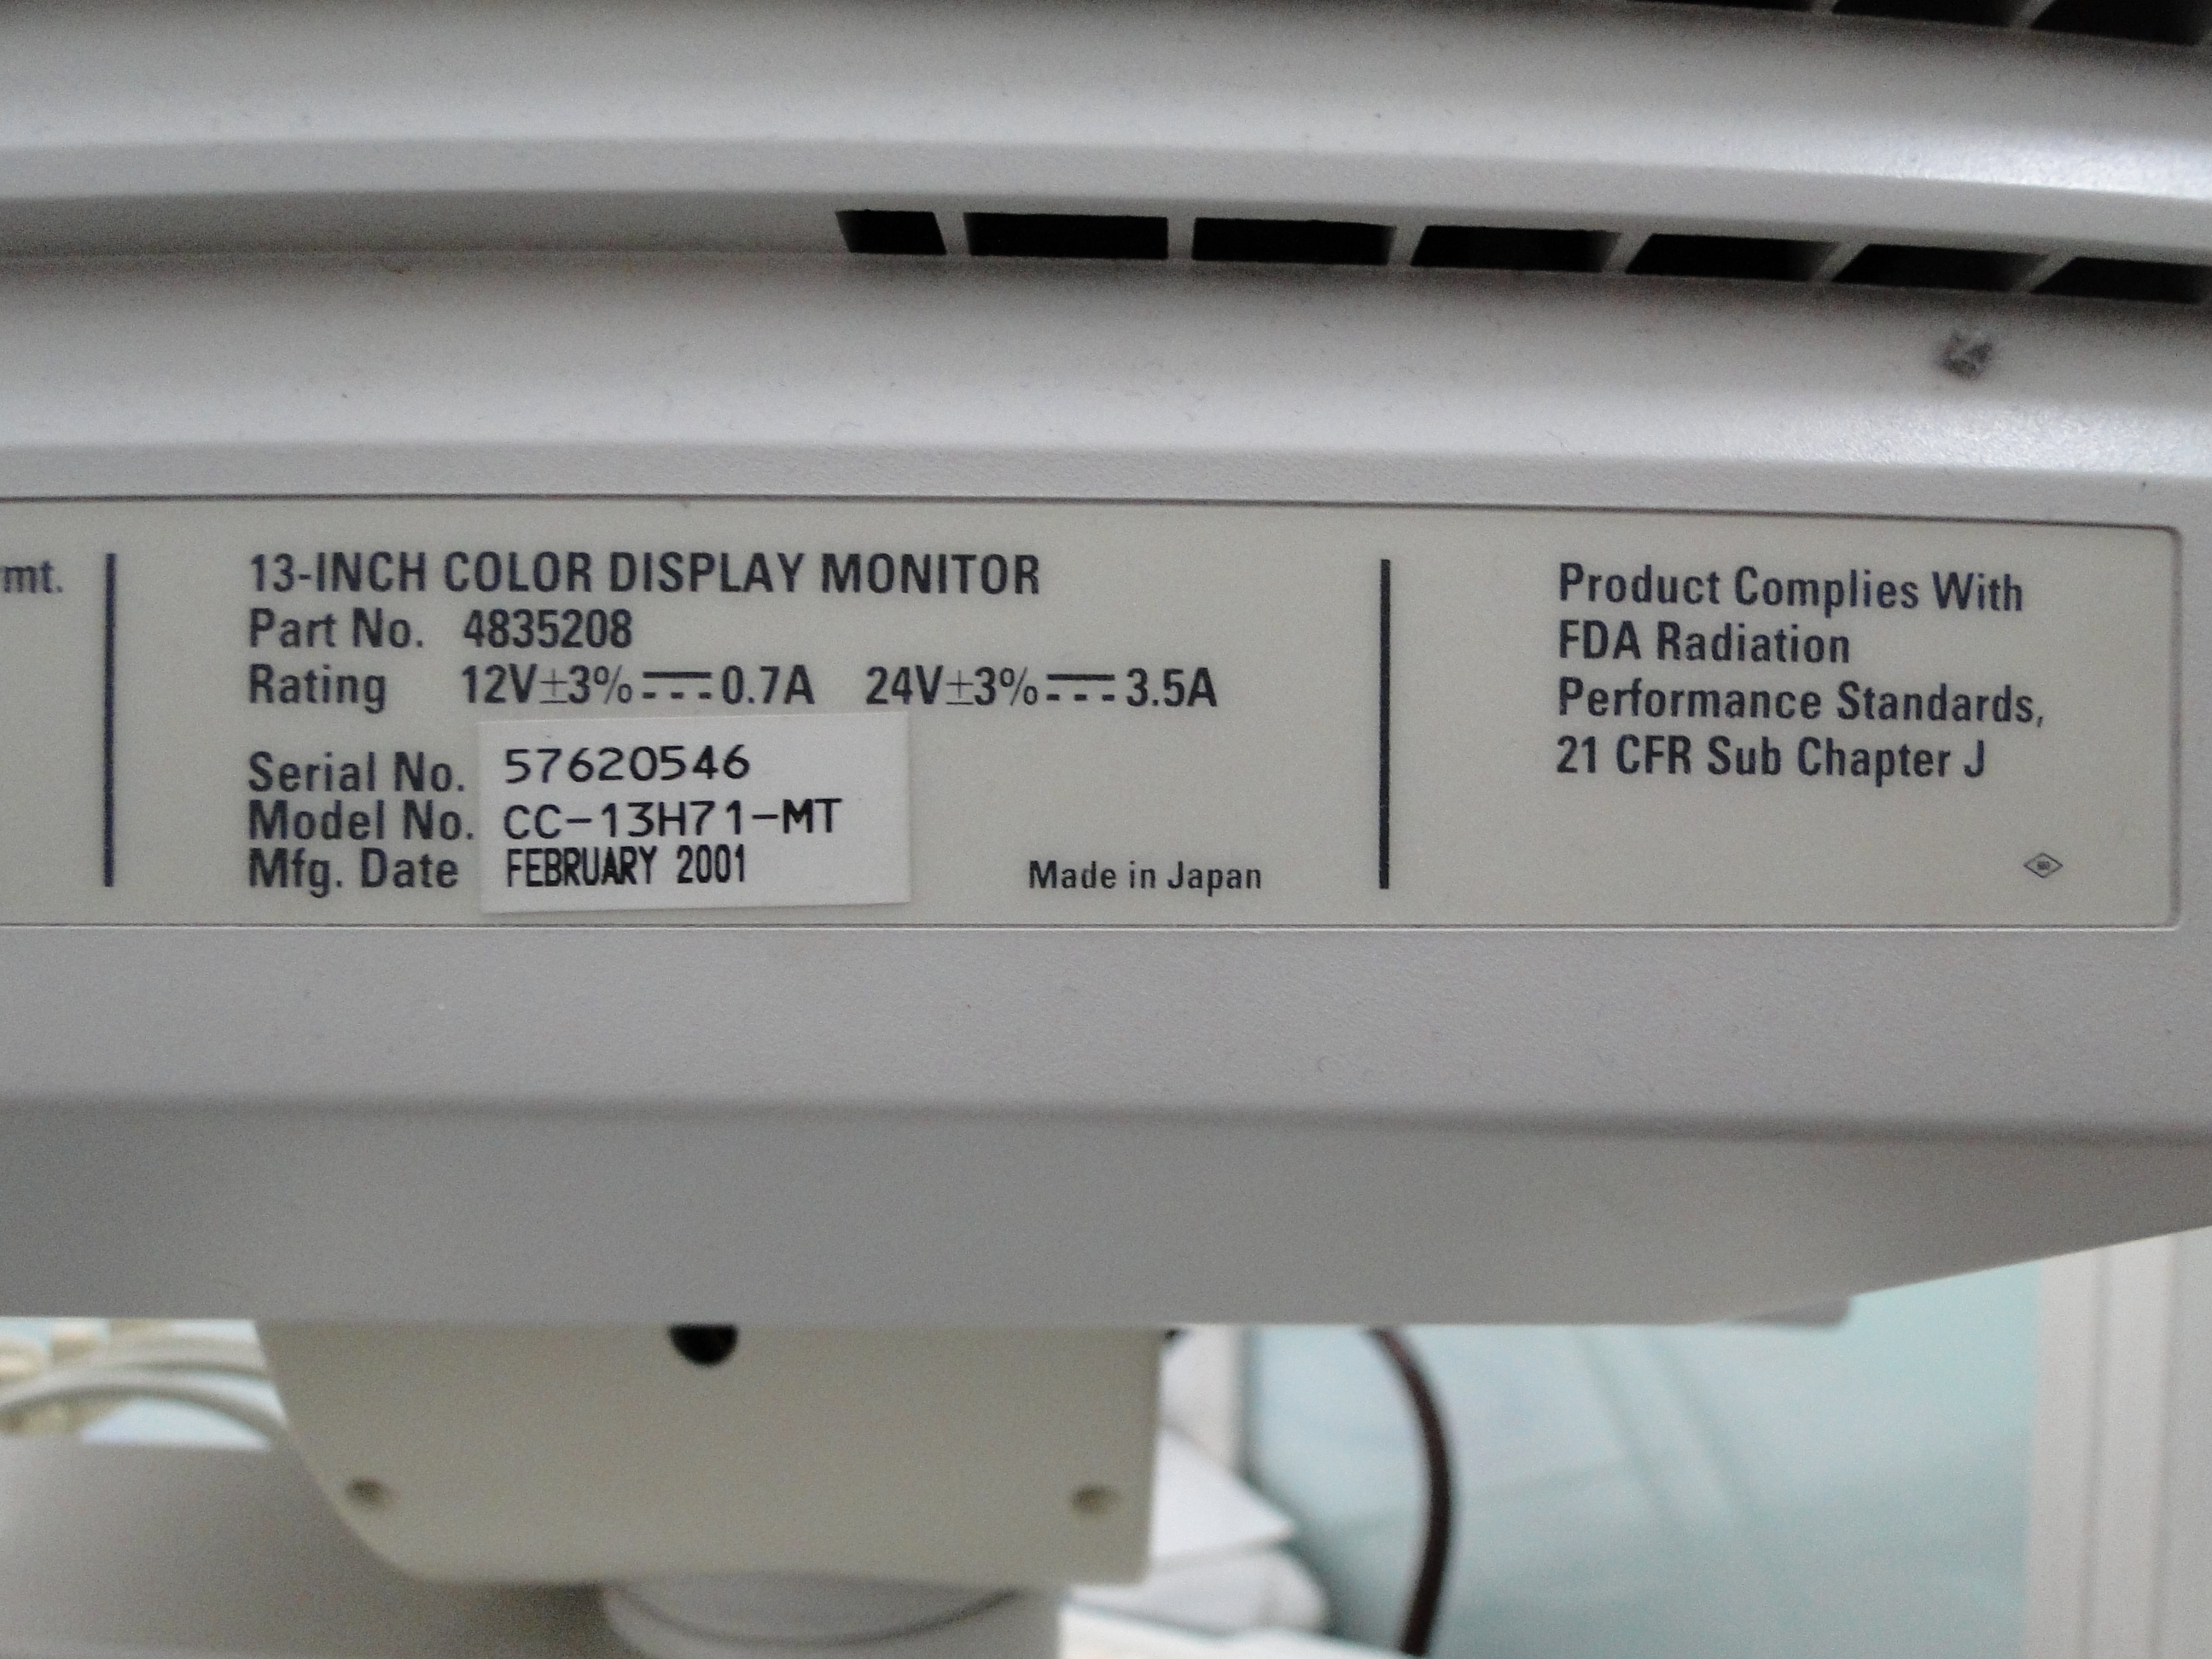 mt.
13-INCH COLOR DISPLAY MONITOR
Part No. 4835208
Rating 12V±3%⎓0.7A 24V±3%⎓3.5A
Serial No. 57620546
Model No. CC-13H71-MT
Mfg. Date FEBRUARY 2001
Made in Japan
Product Complies With
FDA Radiation
Performance Standards,
21 CFR Sub Chapter J